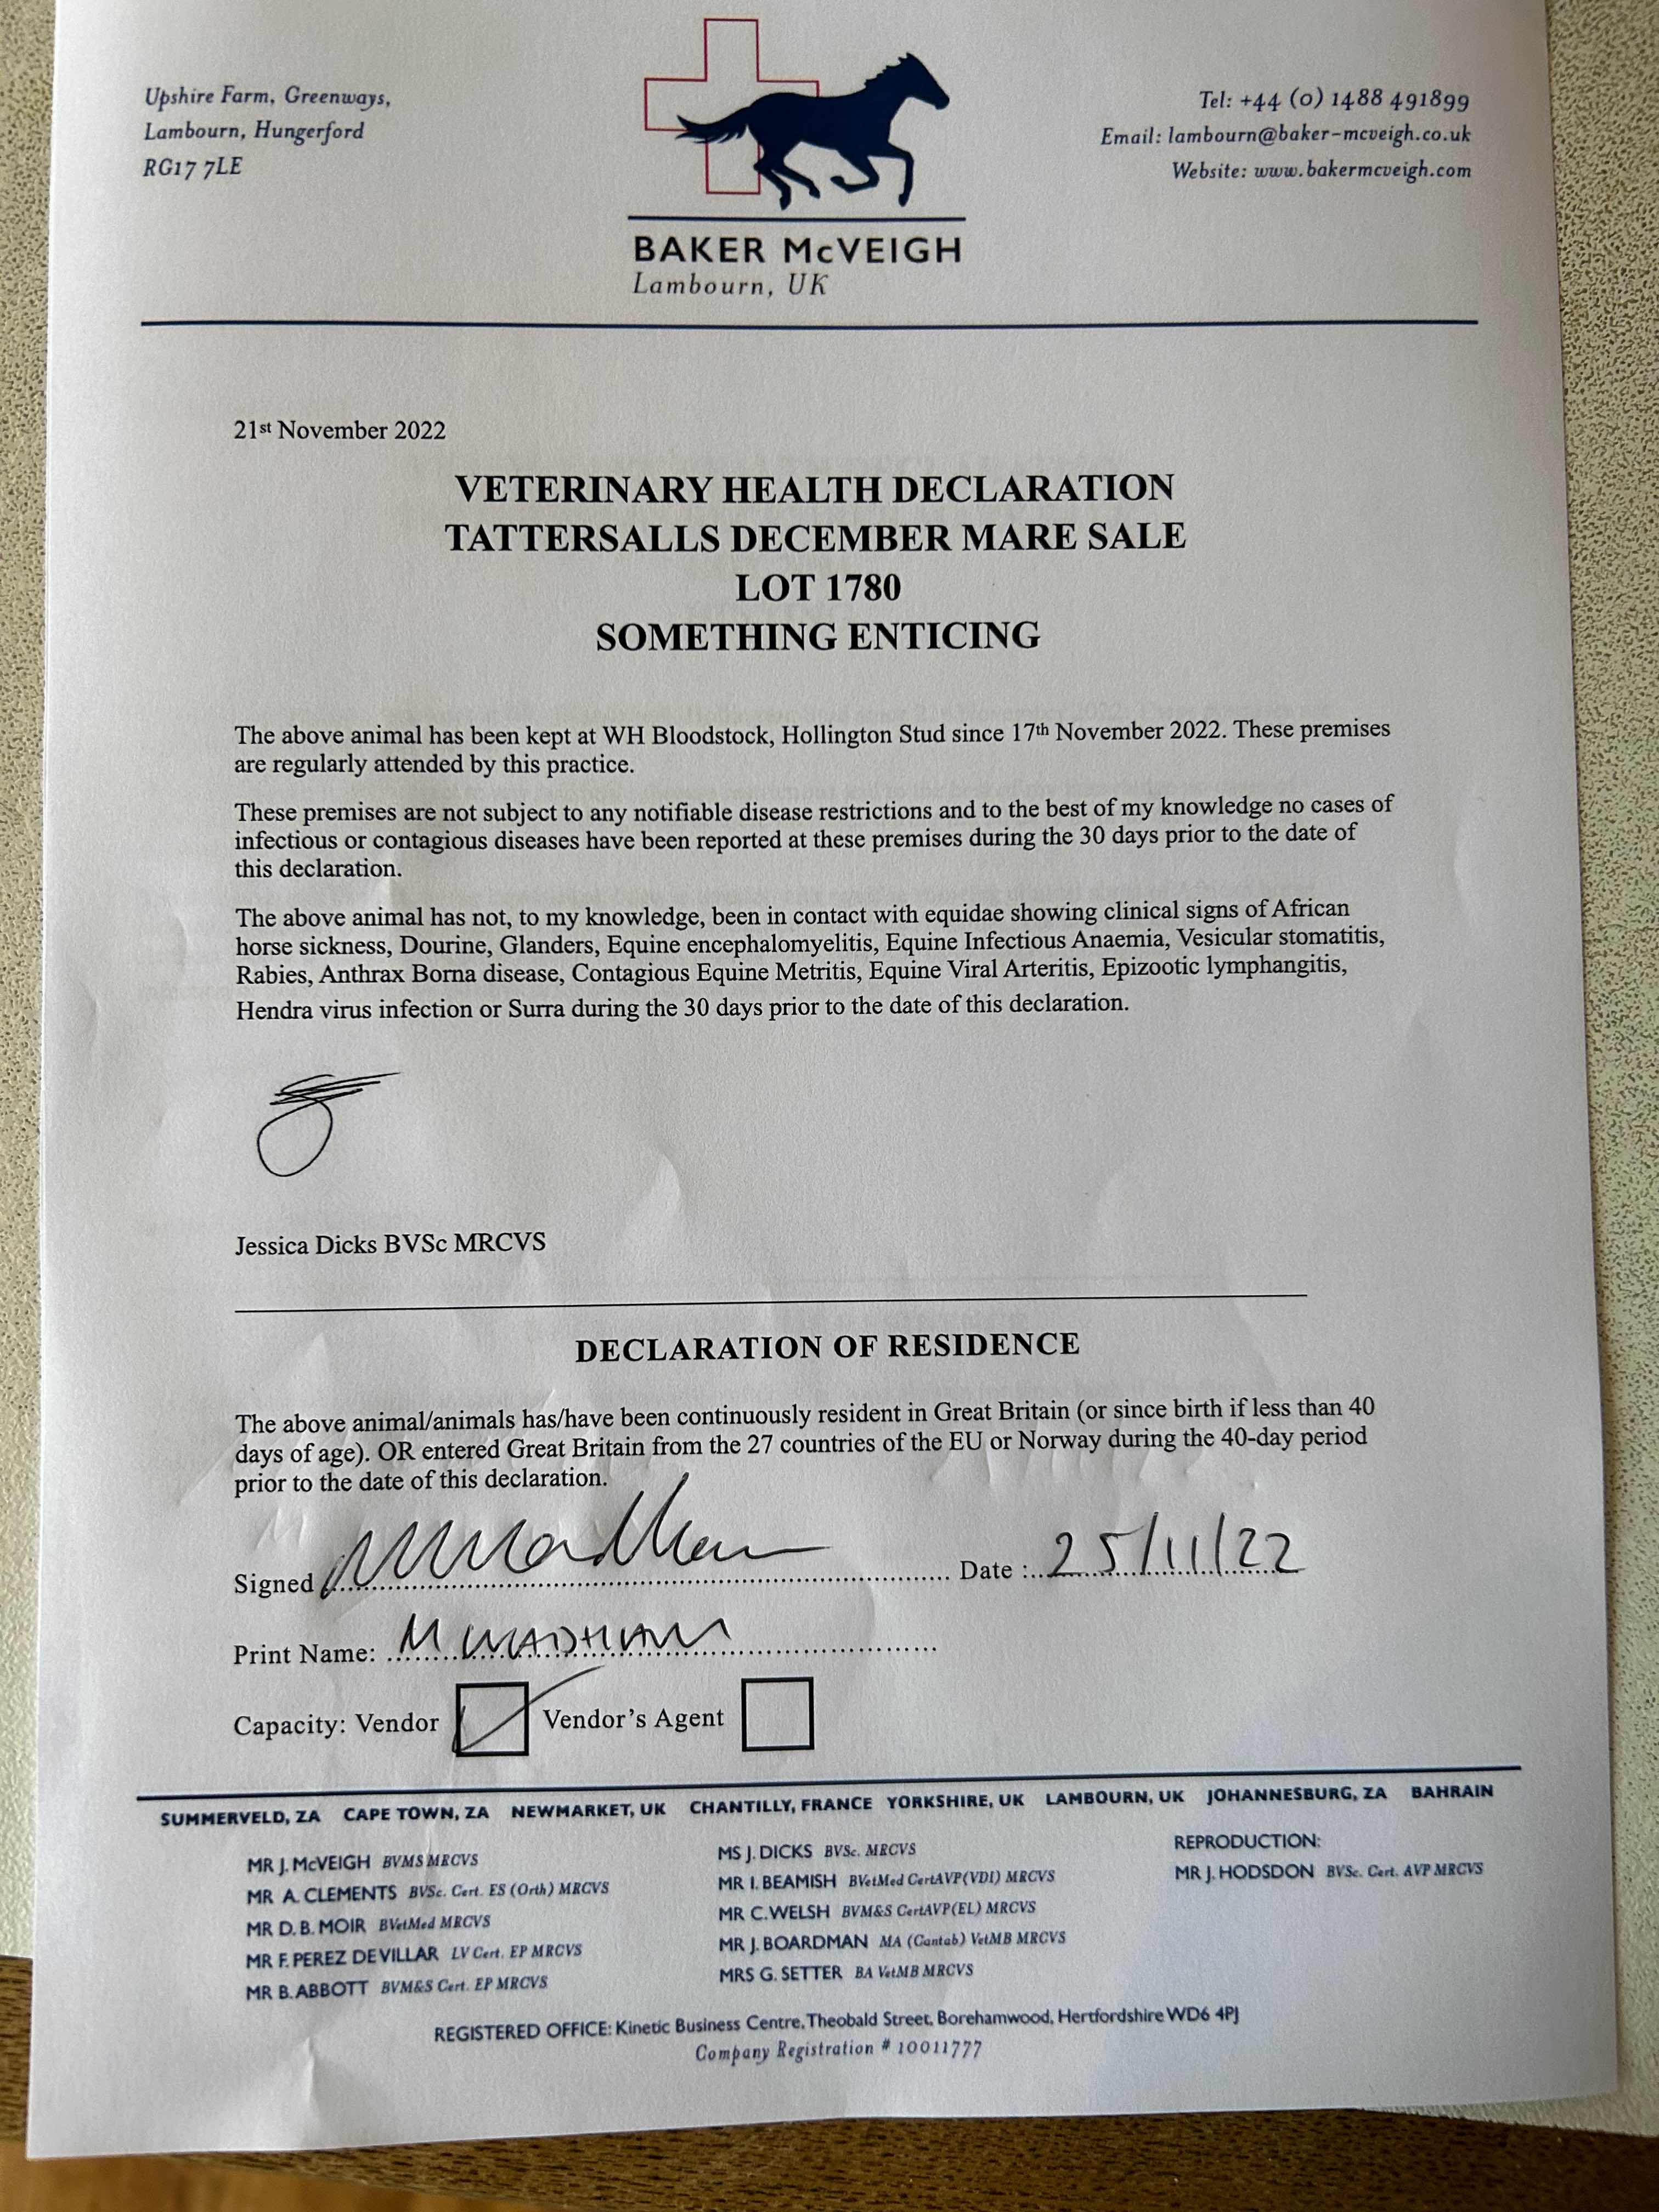 Upshire Farm, Greenways,
Lambourn, Hungerford
RG17 7LE
Tel: +44 (0) 1488 491899
Email: lambourn@baker-mcveigh.co.uk
Website: www.bakermcveigh.com
BAKER McVEIGH
Lambourn, UK
21st November 2022
VETERINARY HEALTH DECLARATION
TATTERSALLS DECEMBER MARE SALE
LOT 1780
SOMETHING ENTICING
The above animal has been kept at WH Bloodstock, Hollington Stud since 17th November 2022. These premises
are regularly attended by this practice.
These premises are not subject to any notifiable disease restrictions and to the best of my knowledge no cases of
infectious or contagious diseases have been reported at these premises during the 30 days prior to the date of
this declaration.
The above animal has not, to my knowledge, been in contact with equidae showing clinical signs of African
horse sickness, Dourine, Glanders, Equine encephalomyelitis, Equine Infectious Anaemia, Vesicular stomatitis,
Rabies, Anthrax Borna disease, Contagious Equine Metritis, Equine Viral Arteritis, Epizootic lymphangitis,
Hendra virus infection or Surra during the 30 days prior to the date of this declaration.
Jessica Dicks BVSc MRCVS
DECLARATION OF RESIDENCE
The above animal/animals has/have been continuously resident in Great Britain (or since birth if less than 40
days of age). OR entered Great Britain from the 27 countries of the EU or Norway during the 40-day period
prior to the date of this declaration.
Signed MWadham Date : 25/11/22
Print Name: M WADHAM
Capacity: Vendor Vendor's Agent
SUMMERVELD, ZA CAPE TOWN, ZA NEWMARKET, UK CHANTILLY, FRANCE YORKSHIRE, UK LAMBOURN, UK JOHANNESBURG, ZA BAHRAIN
MR J. McVEIGH BVMS MRCVS
MR A. CLEMENTS BVSc. Cert. ES (Orth) MRCVS
MR D. B. MOIR BVetMed MRCVS
MR F. PEREZ DE VILLAR LV Cert. EP MRCVS
MR B. ABBOTT BVM&S Cert. EP MRCVS
MS J. DICKS BVSc. MRCVS
MR I. BEAMISH BVetMed CertAVP(VDI) MRCVS
MR C. WELSH BVM&S CertAVP(EL) MRCVS
MR J. BOARDMAN MA (Cantab) VetMB MRCVS
MRS G. SETTER BA VetMB MRCVS
REPRODUCTION:
MR J. HODSDON BVSc. Cert. AVP MRCVS
REGISTERED OFFICE: Kinetic Business Centre, Theobald Street, Borehamwood, Hertfordshire WD6 4PJ
Company Registration # 10011777